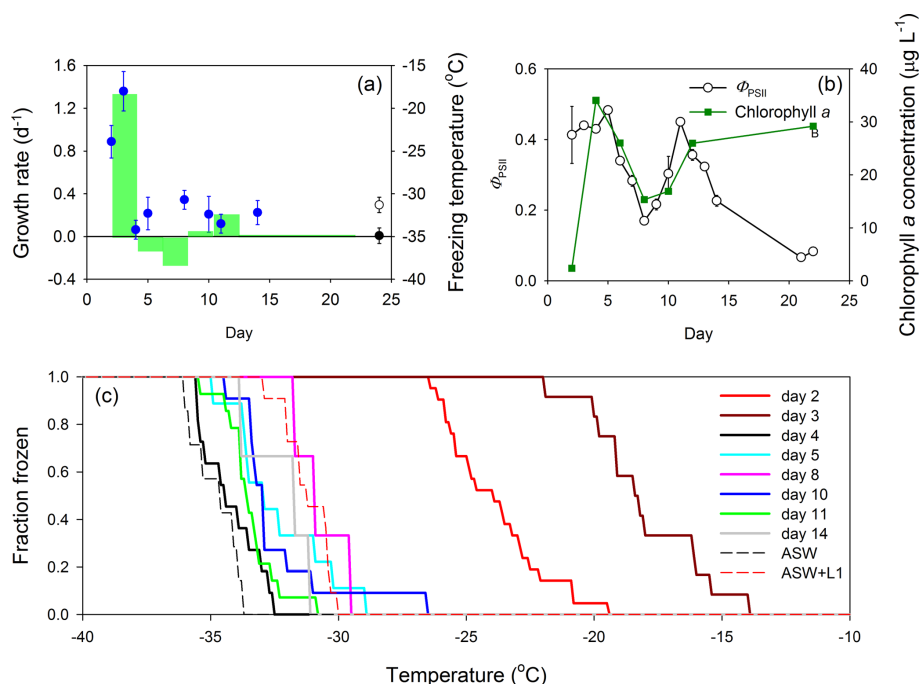 (a)
1.6
1.2
0.8
0.4
0.0
-0.4
Growth rate (d⁻¹)
-15
-20
-25
-30
-35
-40
Freezing temperature (°C)
0 5 10 15 20 25
Day
(b)
0.6
0.4
0.2
0.0
Φ_PSII
Φ_PSII
Chlorophyll a
B
40
30
20
10
0
Chlorophyll a concentration (µg L⁻¹)
0 5 10 15 20 25
Day
(c)
1.0
0.8
0.6
0.4
0.2
0.0
Fraction frozen
day 2
day 3
day 4
day 5
day 8
day 10
day 11
day 14
ASW
ASW+L1
-40 -35 -30 -25 -20 -15 -10
Temperature (°C)